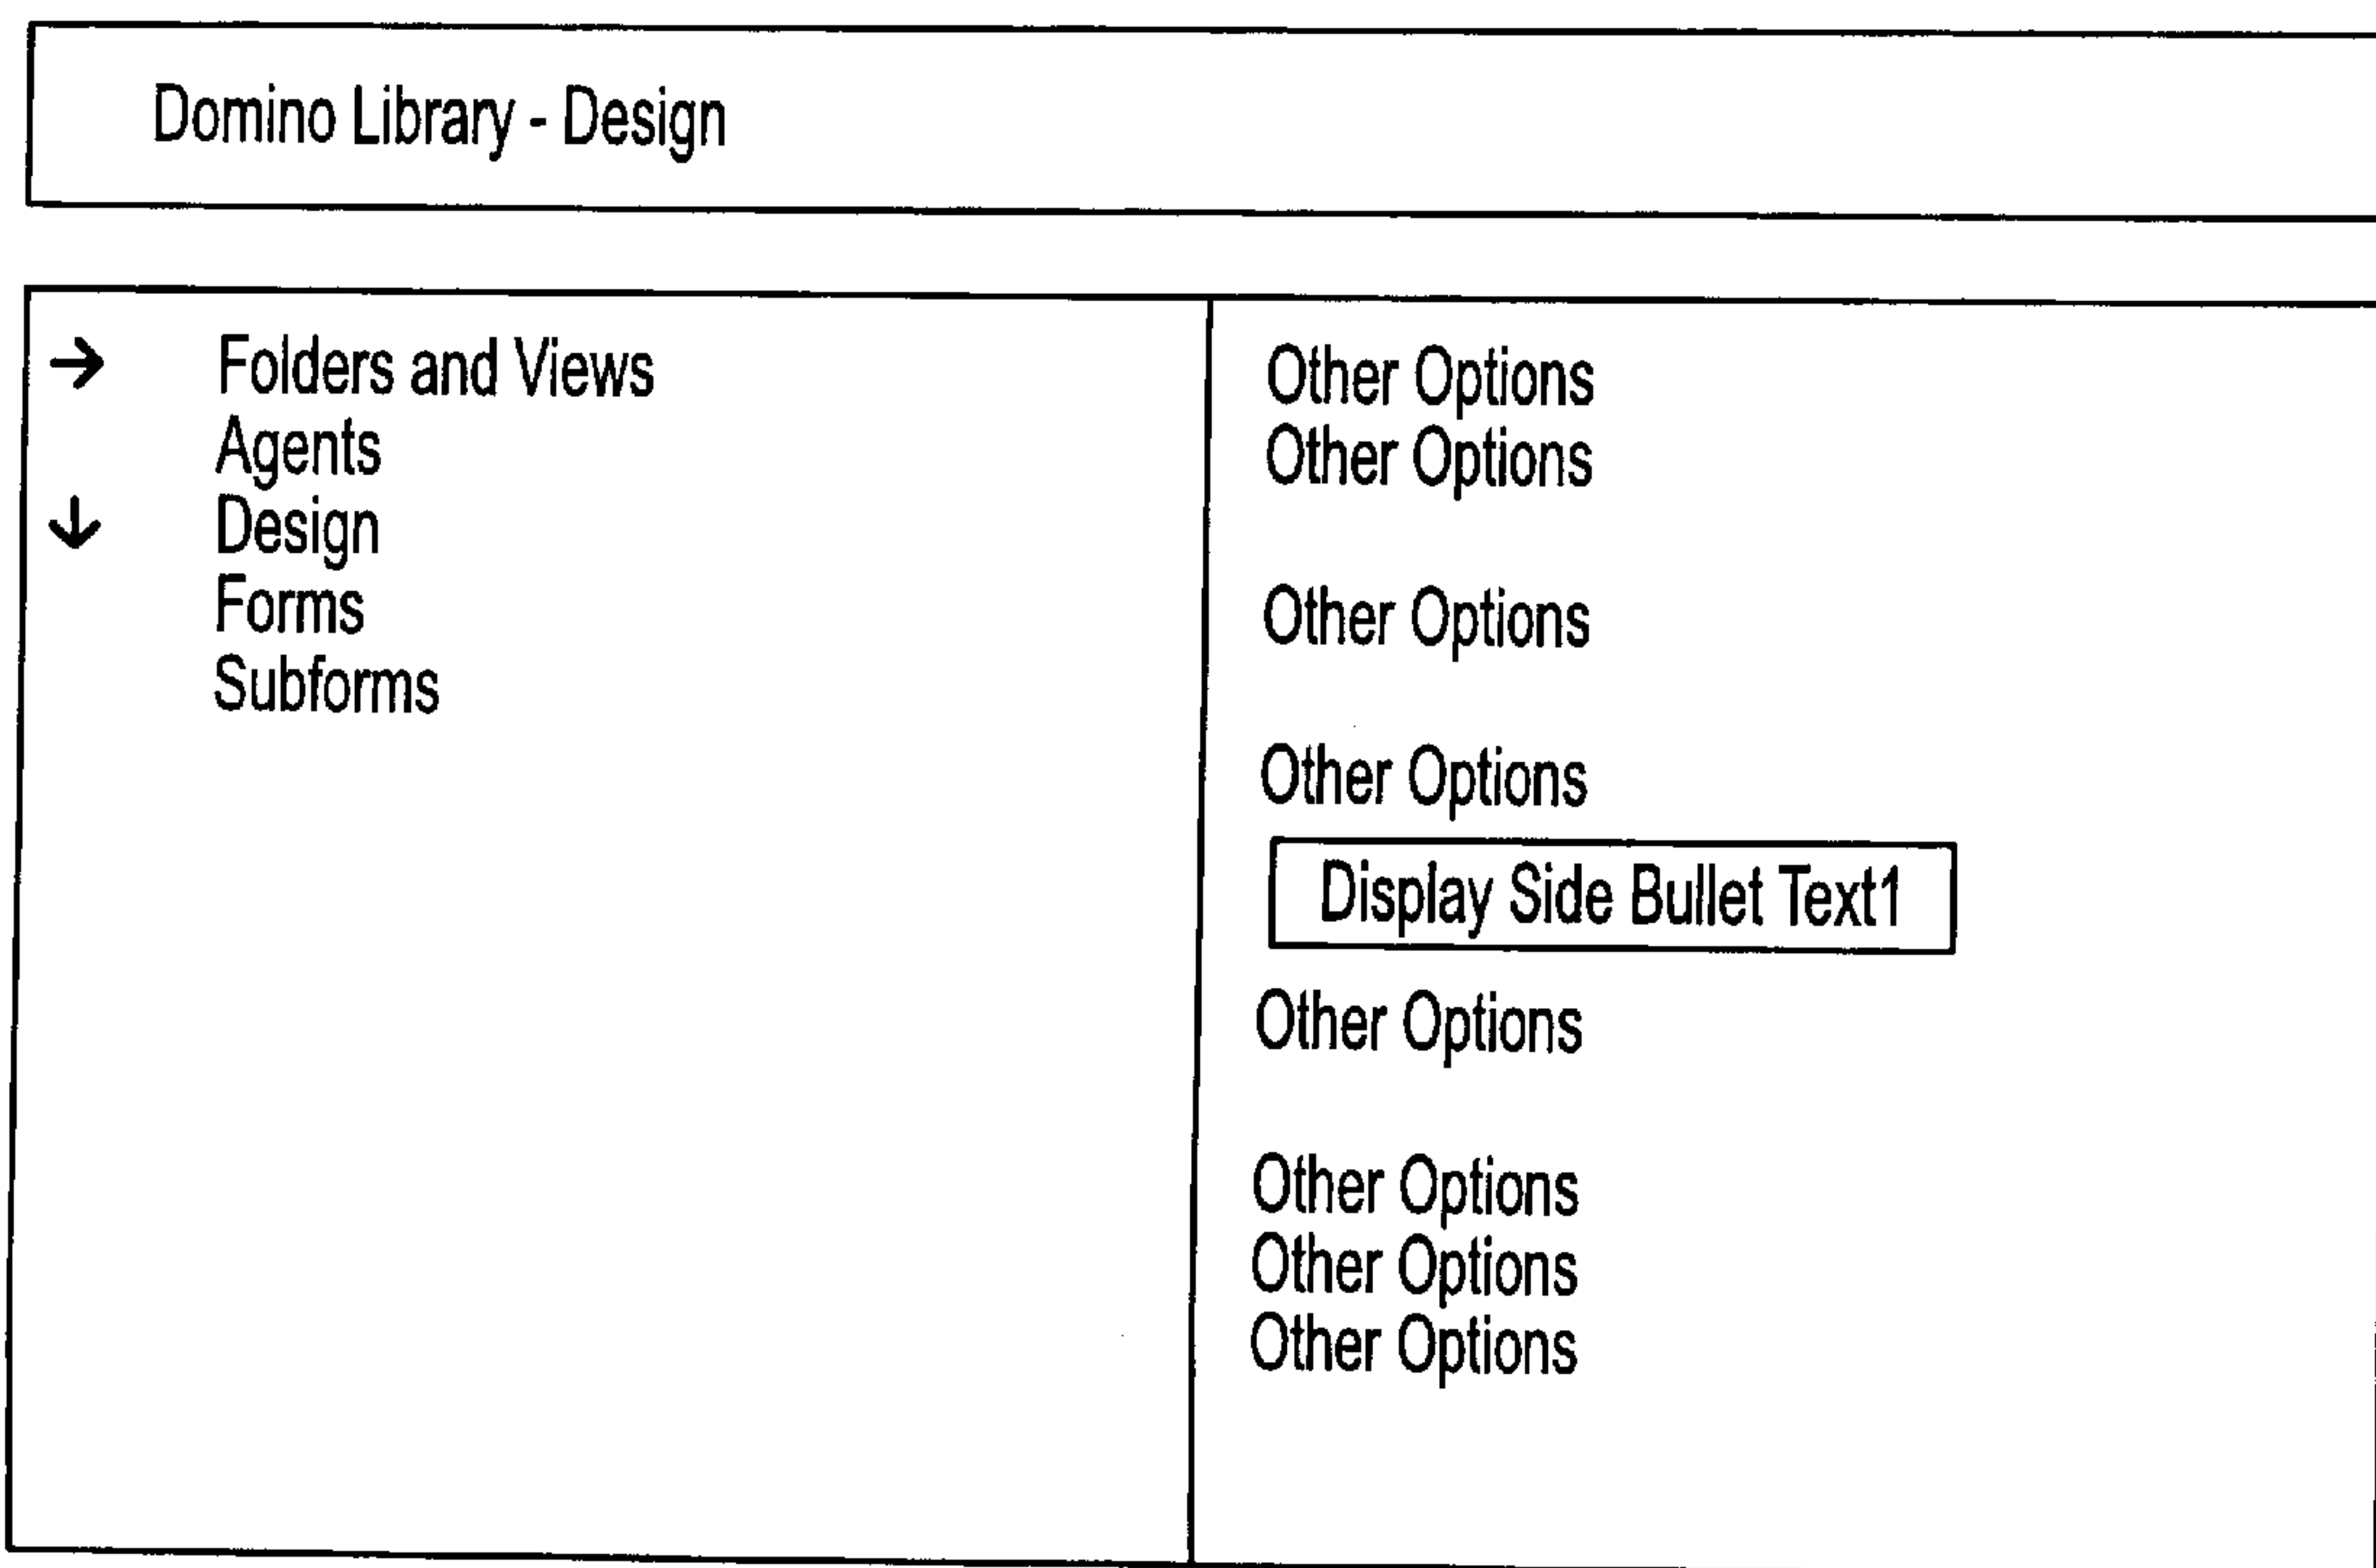 Domino Library - Design
→ Folders and Views
Agents
↓ Design
Forms
Subforms
Other Options
Other Options
Other Options
Other Options
Display Side Bullet Text1
Other Options
Other Options
Other Options
Other Options